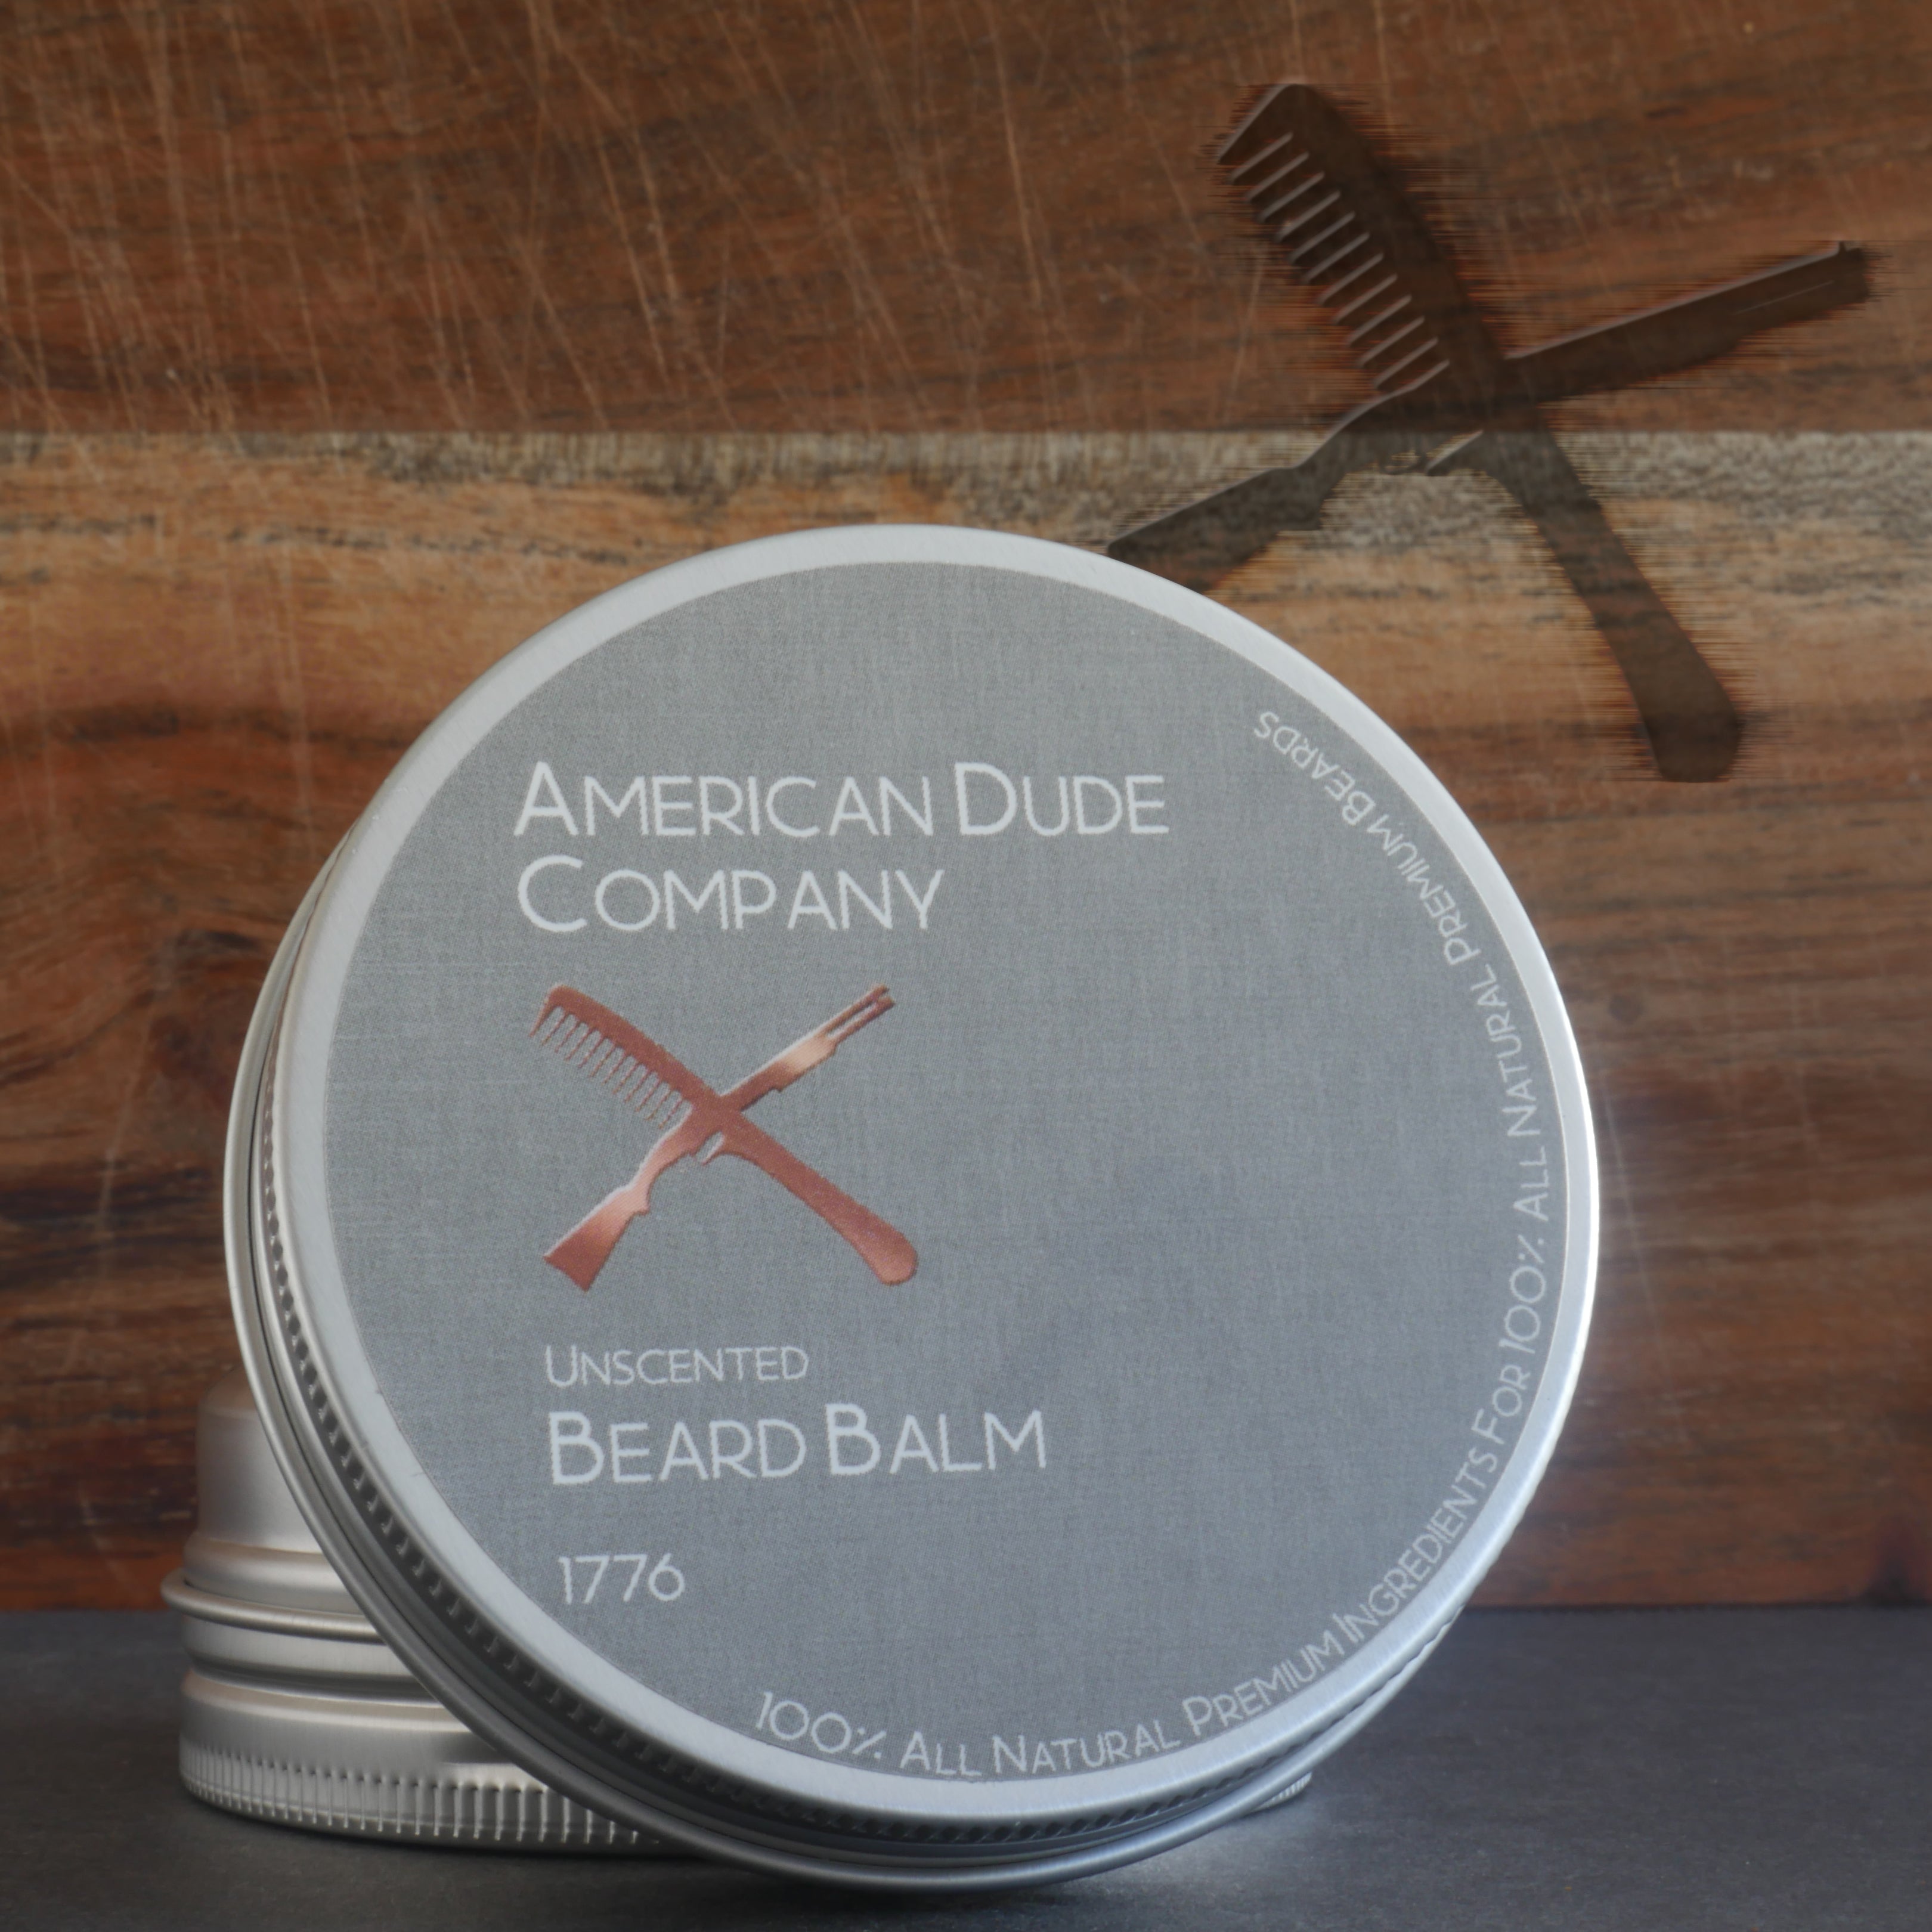 American Dude
Company
Unscented
Beard Balm
1776
100% All Natural Premium Ingredients For 100% All Natural Premium Beards